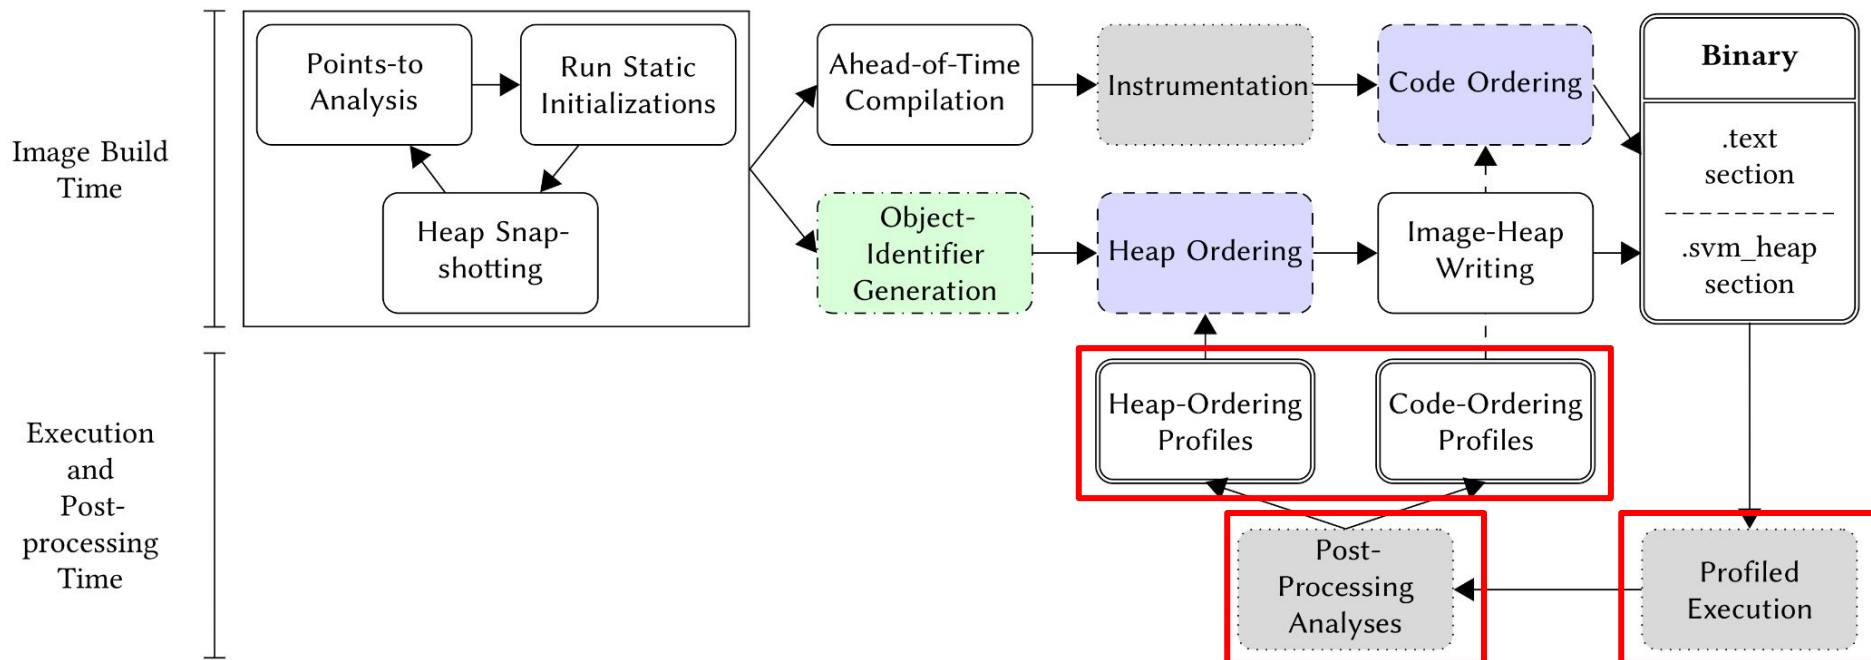 Image Build
Time
Points-to
Analysis
Run Static
Initializations
Heap Snap-
shotting
Ahead-of-Time
Compilation
Instrumentation
Code Ordering
Object-
Identifier
Generation
Heap Ordering
Image-Heap
Writing
Binary
.text
section
.svm_heap
section
Execution
and
Post-
processing
Time
Heap-Ordering
Profiles
Code-Ordering
Profiles
Post-
Processing
Analyses
Profiled
Execution